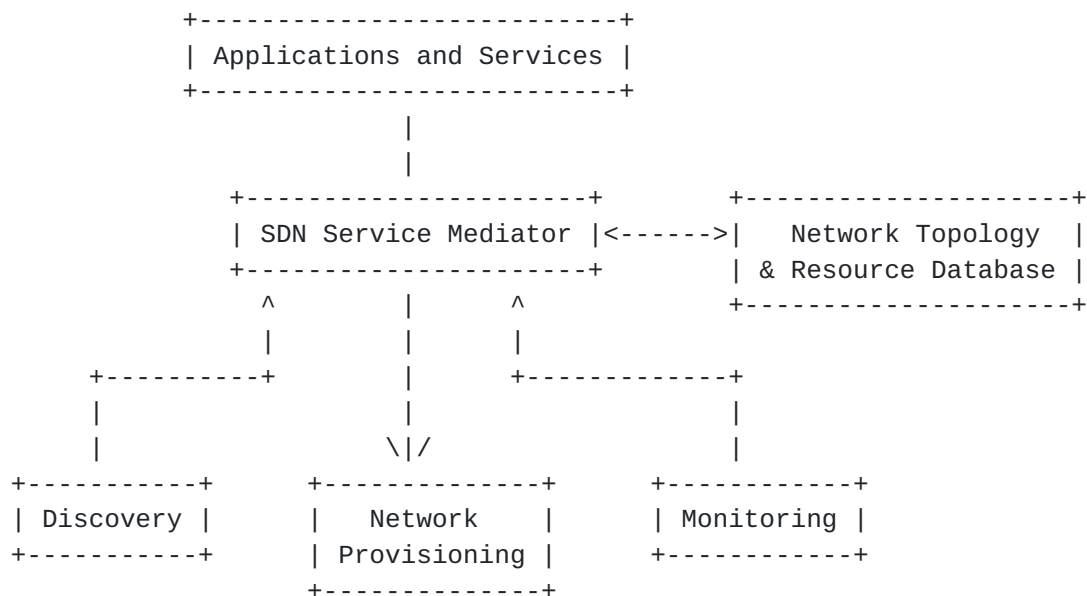 Applications and Services
SDN Service Mediator
Network Topology
& Resource Database
Discovery
Network
Provisioning
Monitoring